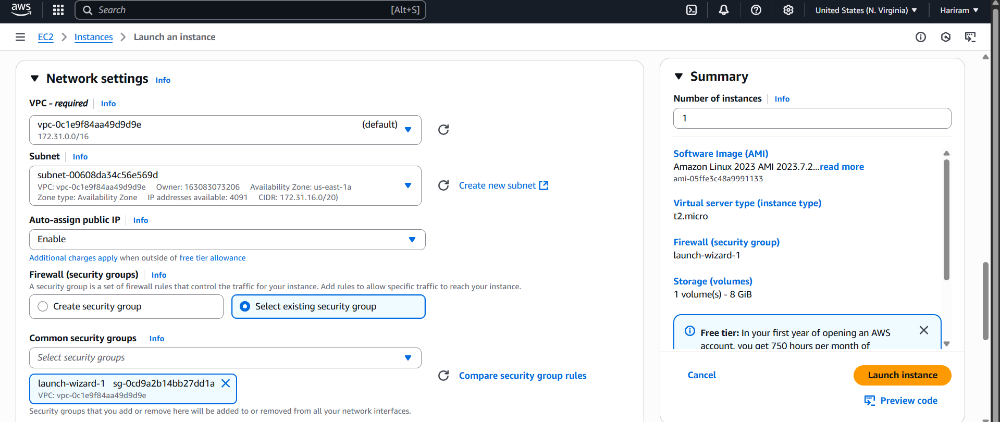 aws
Search [Alt+S]
United States (N. Virginia)
Hariram
EC2 Instances Launch an instance
Network settings Info
VPC - required Info
vpc-0c1e9f84aa49d9d9e (default)
172.31.0.0/16
Subnet Info
subnet-00608da34c56e569d
VPC: vpc-0c1e9f84aa49d9d9e Owner: 163083073206 Availability Zone: us-east-1a
Zone type: Availability Zone IP addresses available: 4091 CIDR: 172.31.16.0/20)
Create new subnet
Auto-assign public IP Info
Enable
Additional charges apply when outside of free tier allowance
Firewall (security groups) Info
A security group is a set of firewall rules that control the traffic for your instance. Add rules to allow specific traffic to reach your instance.
Create security group
Select existing security group
Common security groups Info
Select security groups
launch-wizard-1 sg-0cd9a2b14bb27dd1a
VPC: vpc-0c1e9f84aa49d9d9e
Compare security group rules
Security groups that you add or remove here will be added to or removed from all your network interfaces.
Summary
Number of instances Info
1
Software Image (AMI)
Amazon Linux 2023 AMI 2023.7.2...read more
ami-05ffe3c48a9991133
Virtual server type (instance type)
t2.micro
Firewall (security group)
launch-wizard-1
Storage (volumes)
1 volume(s) - 8 GiB
Free tier: In your first year of opening an AWS
account, you get 750 hours per month of
Cancel
Launch instance
Preview code